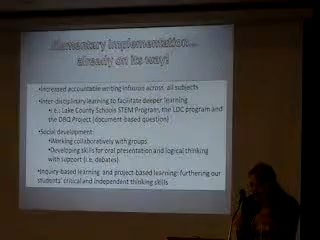 Elementary Implementation...
already on its way!
•Increased accountable writing infusion across all subjects
•Inter-disciplinary learning to facilitate deeper learning
•i.e.: Lake County Schools STEM Program, the LDC program and
the DBQ Project (document-based question)
•Social development:
•Working collaboratively with groups
•Developing skills for oral presentation and logical thinking
with support (i.e. debates)
•Inquiry-based learning and project-based learning: furthering our
students' critical and independent thinking skills